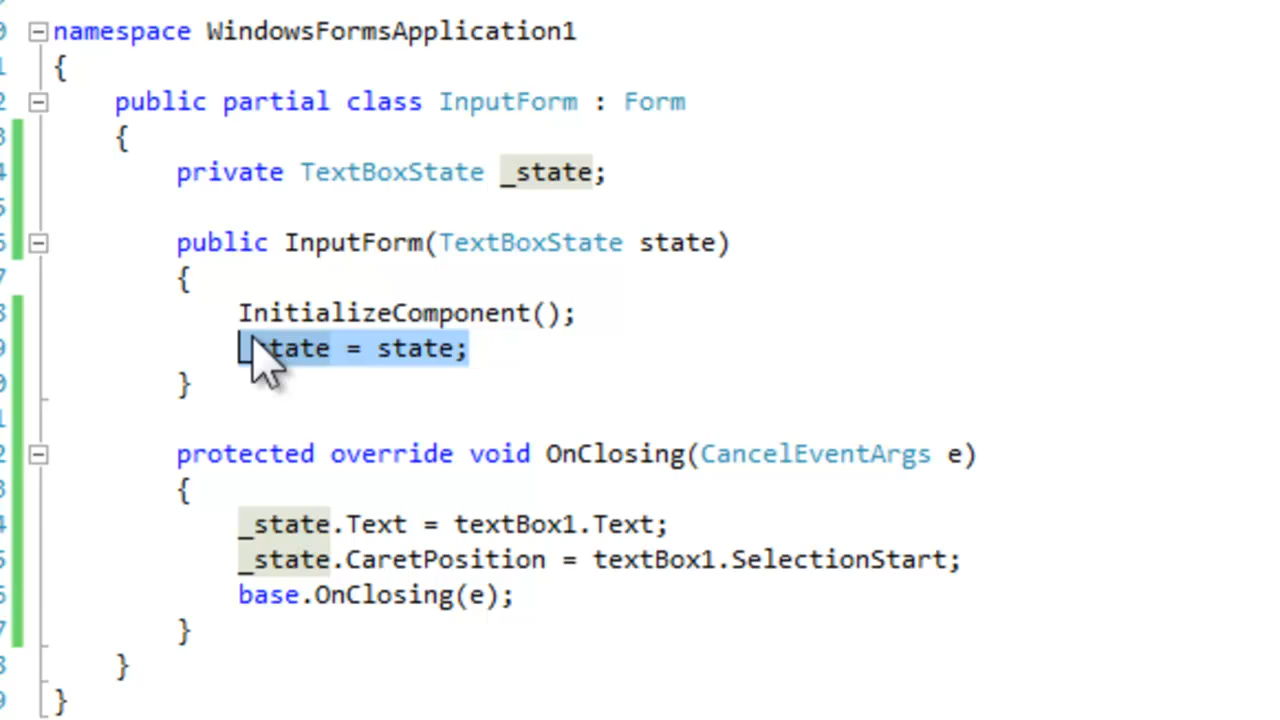 namespace WindowsFormsApplication1
{
public partial class InputForm : Form
{
private TextBoxState _state;
public InputForm(TextBoxState state)
{
InitializeComponent();
_state = state;
}
protected override void OnClosing(CancelEventArgs e)
{
_state.Text = textBox1.Text;
_state.CaretPosition = textBox1.SelectionStart;
base.OnClosing(e);
}
}
}